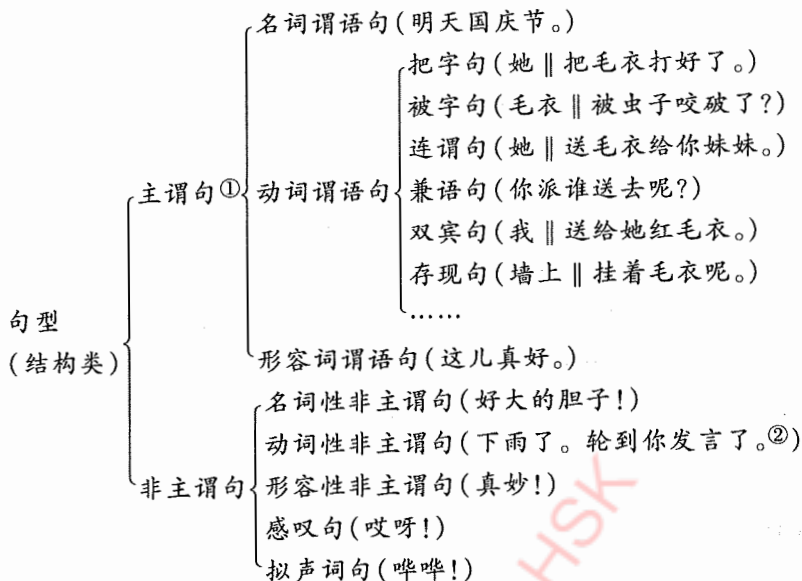 名词谓语句(明天国庆节。)
把字句(她‖把毛衣打好了。)
被字句(毛衣‖被虫子咬破了?)
连谓句(她‖送毛衣给你妹妹。)
主谓句① 动词谓语句 兼语句(你派谁送去呢?)
双宾句(我‖送给她红毛衣。)
存现句(墙上‖挂着毛衣呢。)
……
句型
(结构类)
形容词谓语句(这儿真好。)
名词性非主谓句(好大的胆子!)
动词性非主谓句(下雨了。轮到你发言了。②)
非主谓句 形容性非主谓句(真妙!)
感叹句(哎呀!)
拟声词句(哗哗!)
HSK